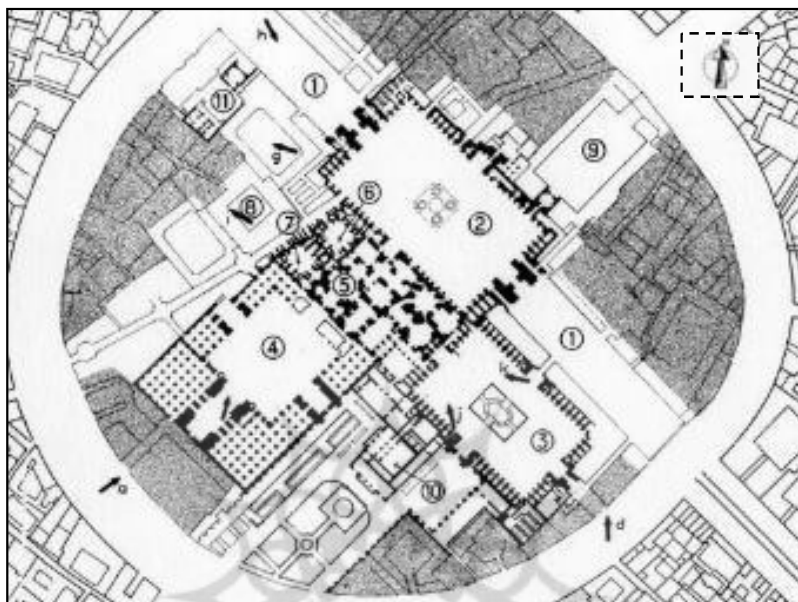 N
h
①
⑪
⑨
g
⑥
⑧
②
⑦
⑤
①
④
③
j
⑩
a
d